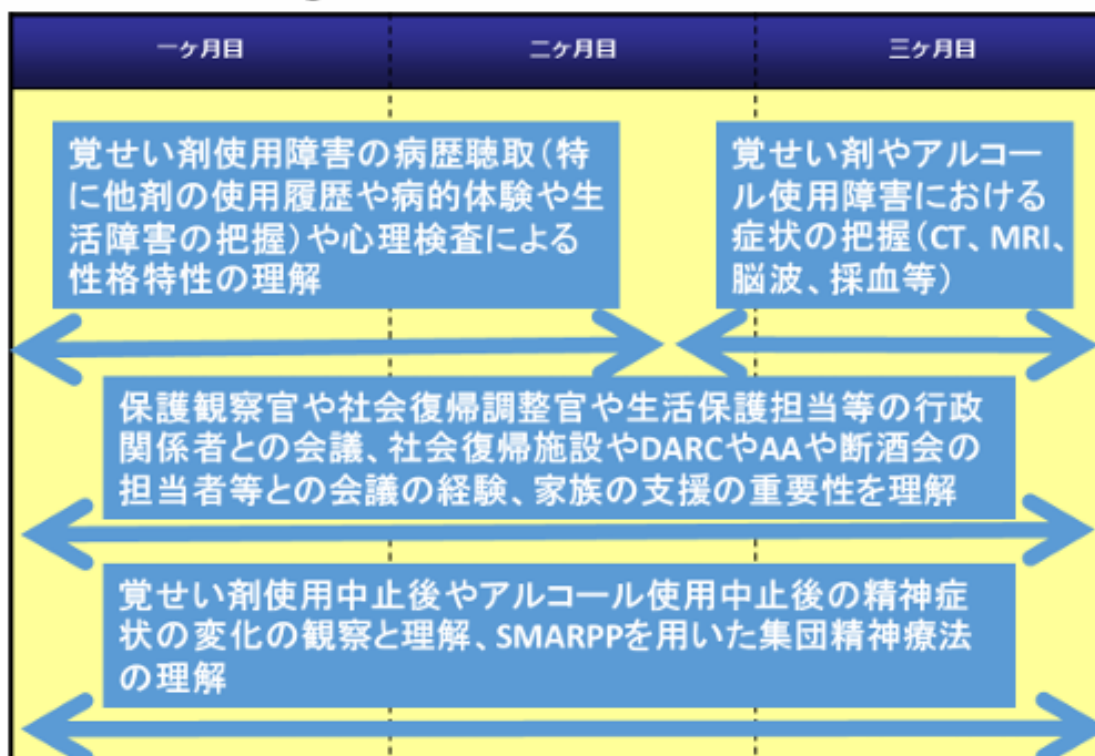 一ヶ月目
二ヶ月目
三ヶ月目
覚せい剤使用障害の病歴聴取（特
に他剤の使用履歴や病的体験や生
活障害の把握）や心理検査による
性格特性の理解
覚せい剤やアルコー
ル使用障害における
症状の把握（CT、MRI、
脳波、採血等）
保護観察官や社会復帰調整官や生活保護担当等の行政
関係者との会議、社会復帰施設やDARCやAAや断酒会の
担当者等との会議の経験、家族の支援の重要性を理解
覚せい剤使用中止後やアルコール使用中止後の精神症
状の変化の観察と理解、SMARPPを用いた集団精神療法
の理解